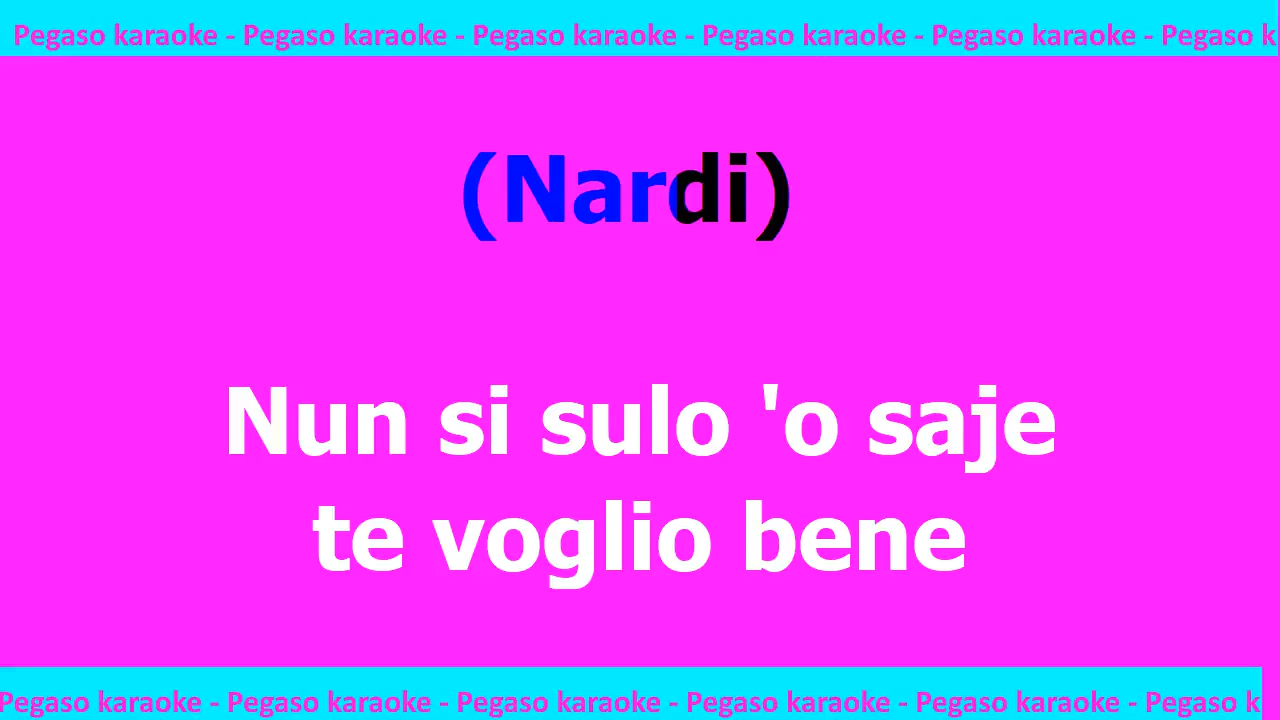 Pegaso karaoke - Pegaso karaoke - Pegaso karaoke - Pegaso karaoke - Pegaso karaoke - Pegaso k
(Nardi)
Nun si sulo 'o saje
te voglio bene
Pegaso karaoke - Pegaso karaoke - Pegaso karaoke - Pegaso karaoke - Pegaso karaoke - Pegaso k